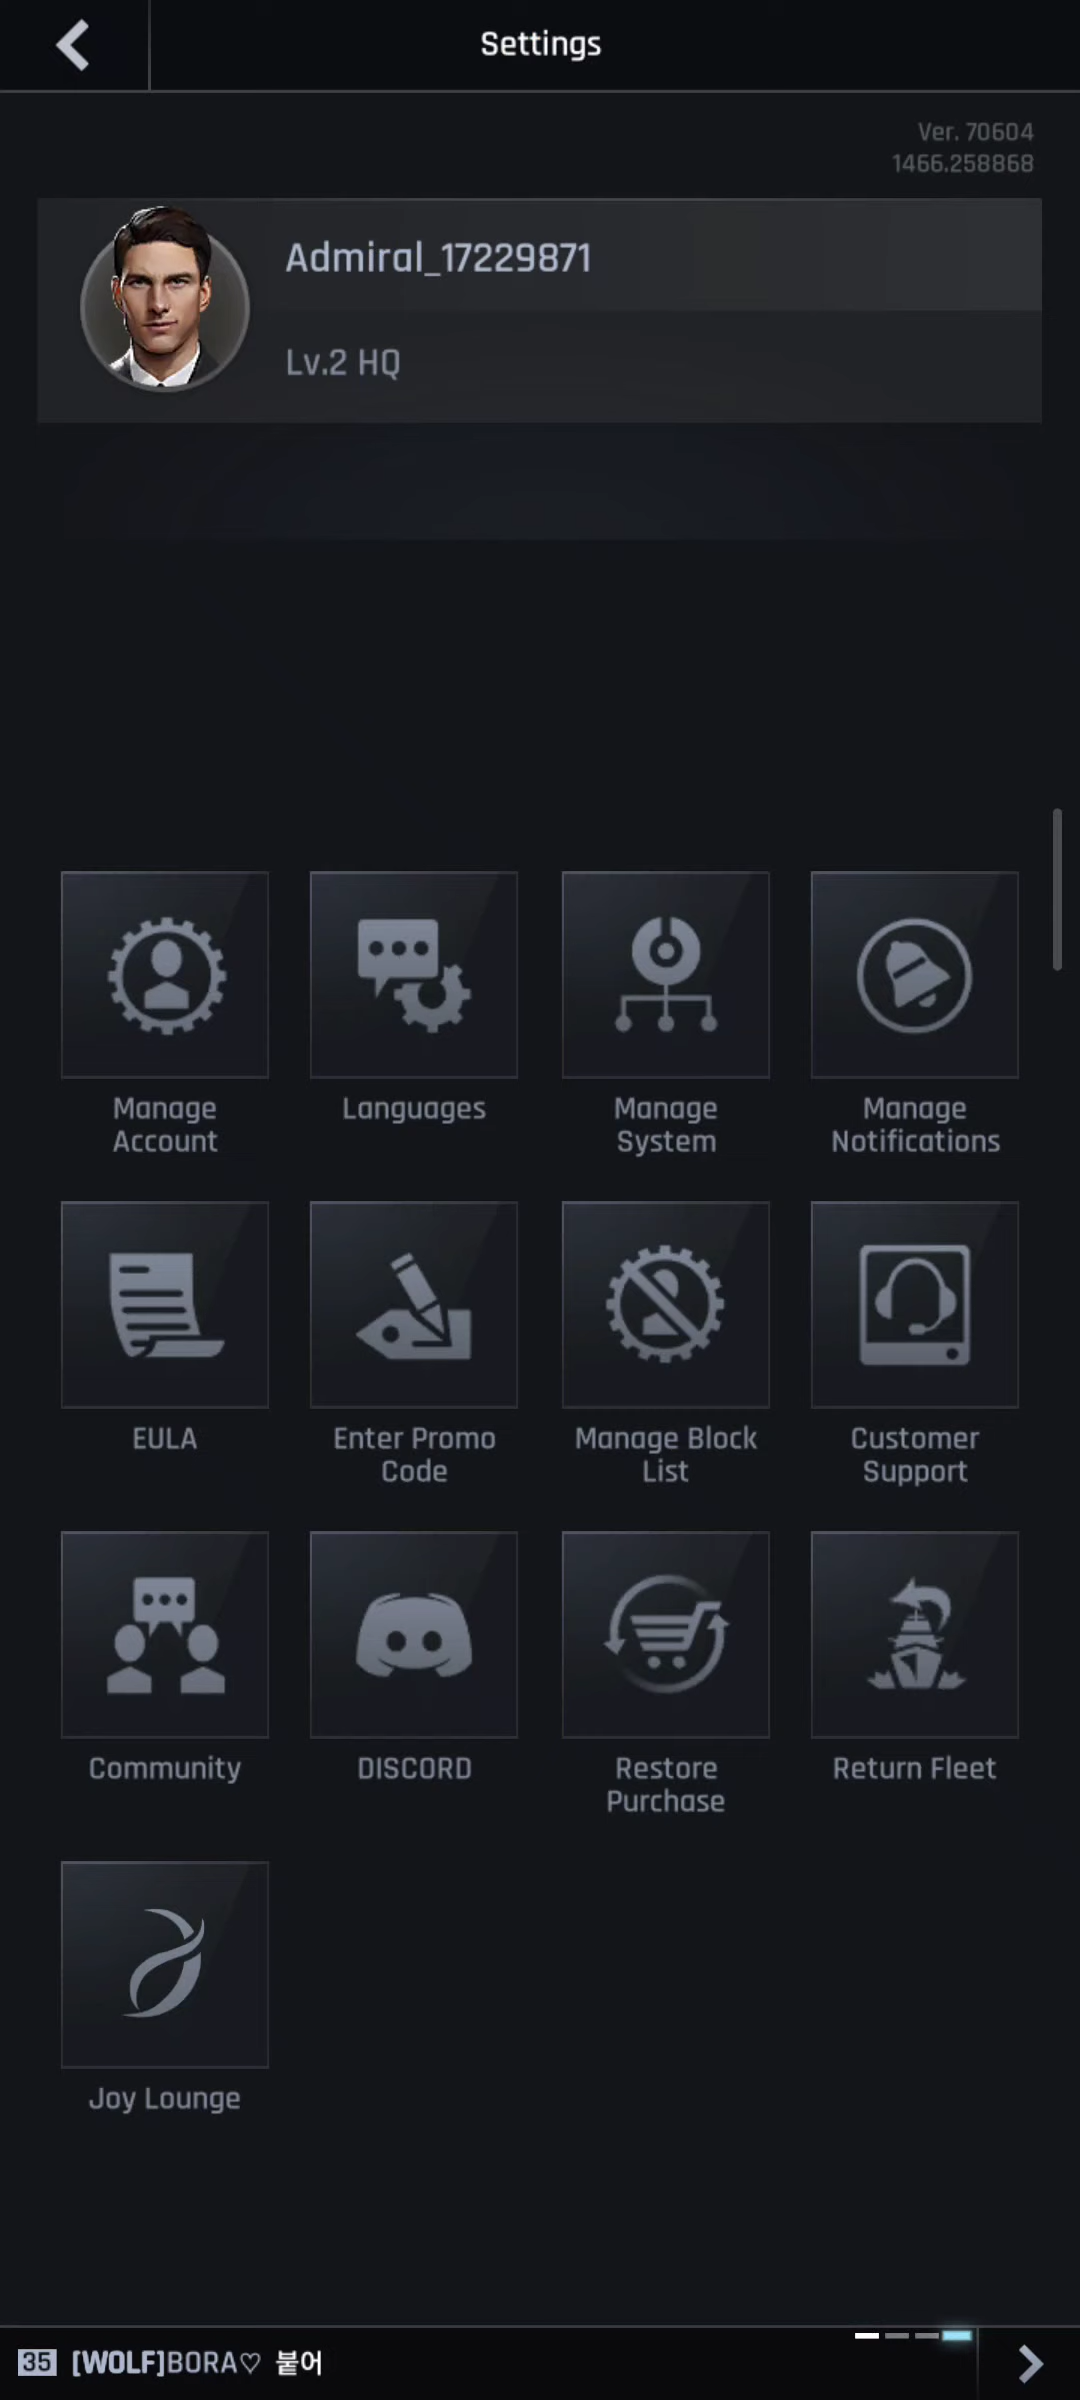 Settings
Ver. 70604
1466.258868
Admiral_17229871
Lv.2 HQ
Manage
Account
Languages
Manage
System
Manage
Notifications
EULA
Enter Promo
Code
Manage Block
List
Customer
Support
Community
DISCORD
Restore
Purchase
Return Fleet
Joy Lounge
35 [WOLF]BORA♡ 붙어